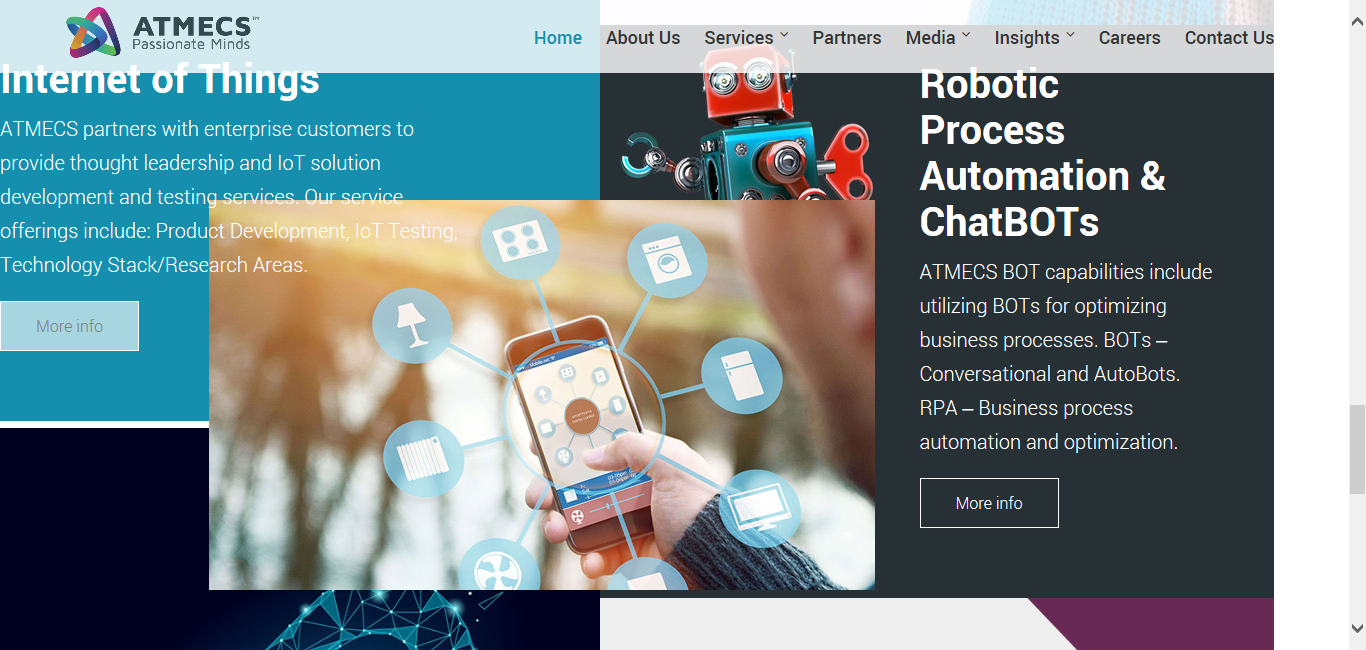 ATMECS™
Passionate Minds
Home
About Us
Services
Partners
Media
Insights
Careers
Contact Us
Internet of Things
ATMECS partners with enterprise customers to
provide thought leadership and IoT solution
development and testing services. Our service
offerings include: Product Development, IoT Testing,
Technology Stack/Research Areas.
More info
Robotic
Process
Automation &
ChatBOTs
ATMECS BOT capabilities include
utilizing BOTs for optimizing
business processes. BOTs –
Conversational and AutoBots.
RPA – Business process
automation and optimization.
More info